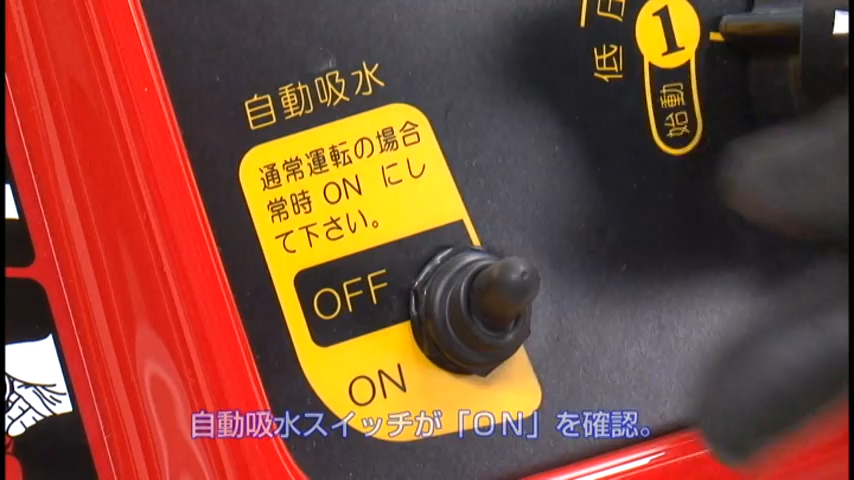 自動吸水
通常運転の場合
常時 ON にし
て下さい。
OFF
ON
低
1
始動
自動吸水スイッチが「ON」を確認。